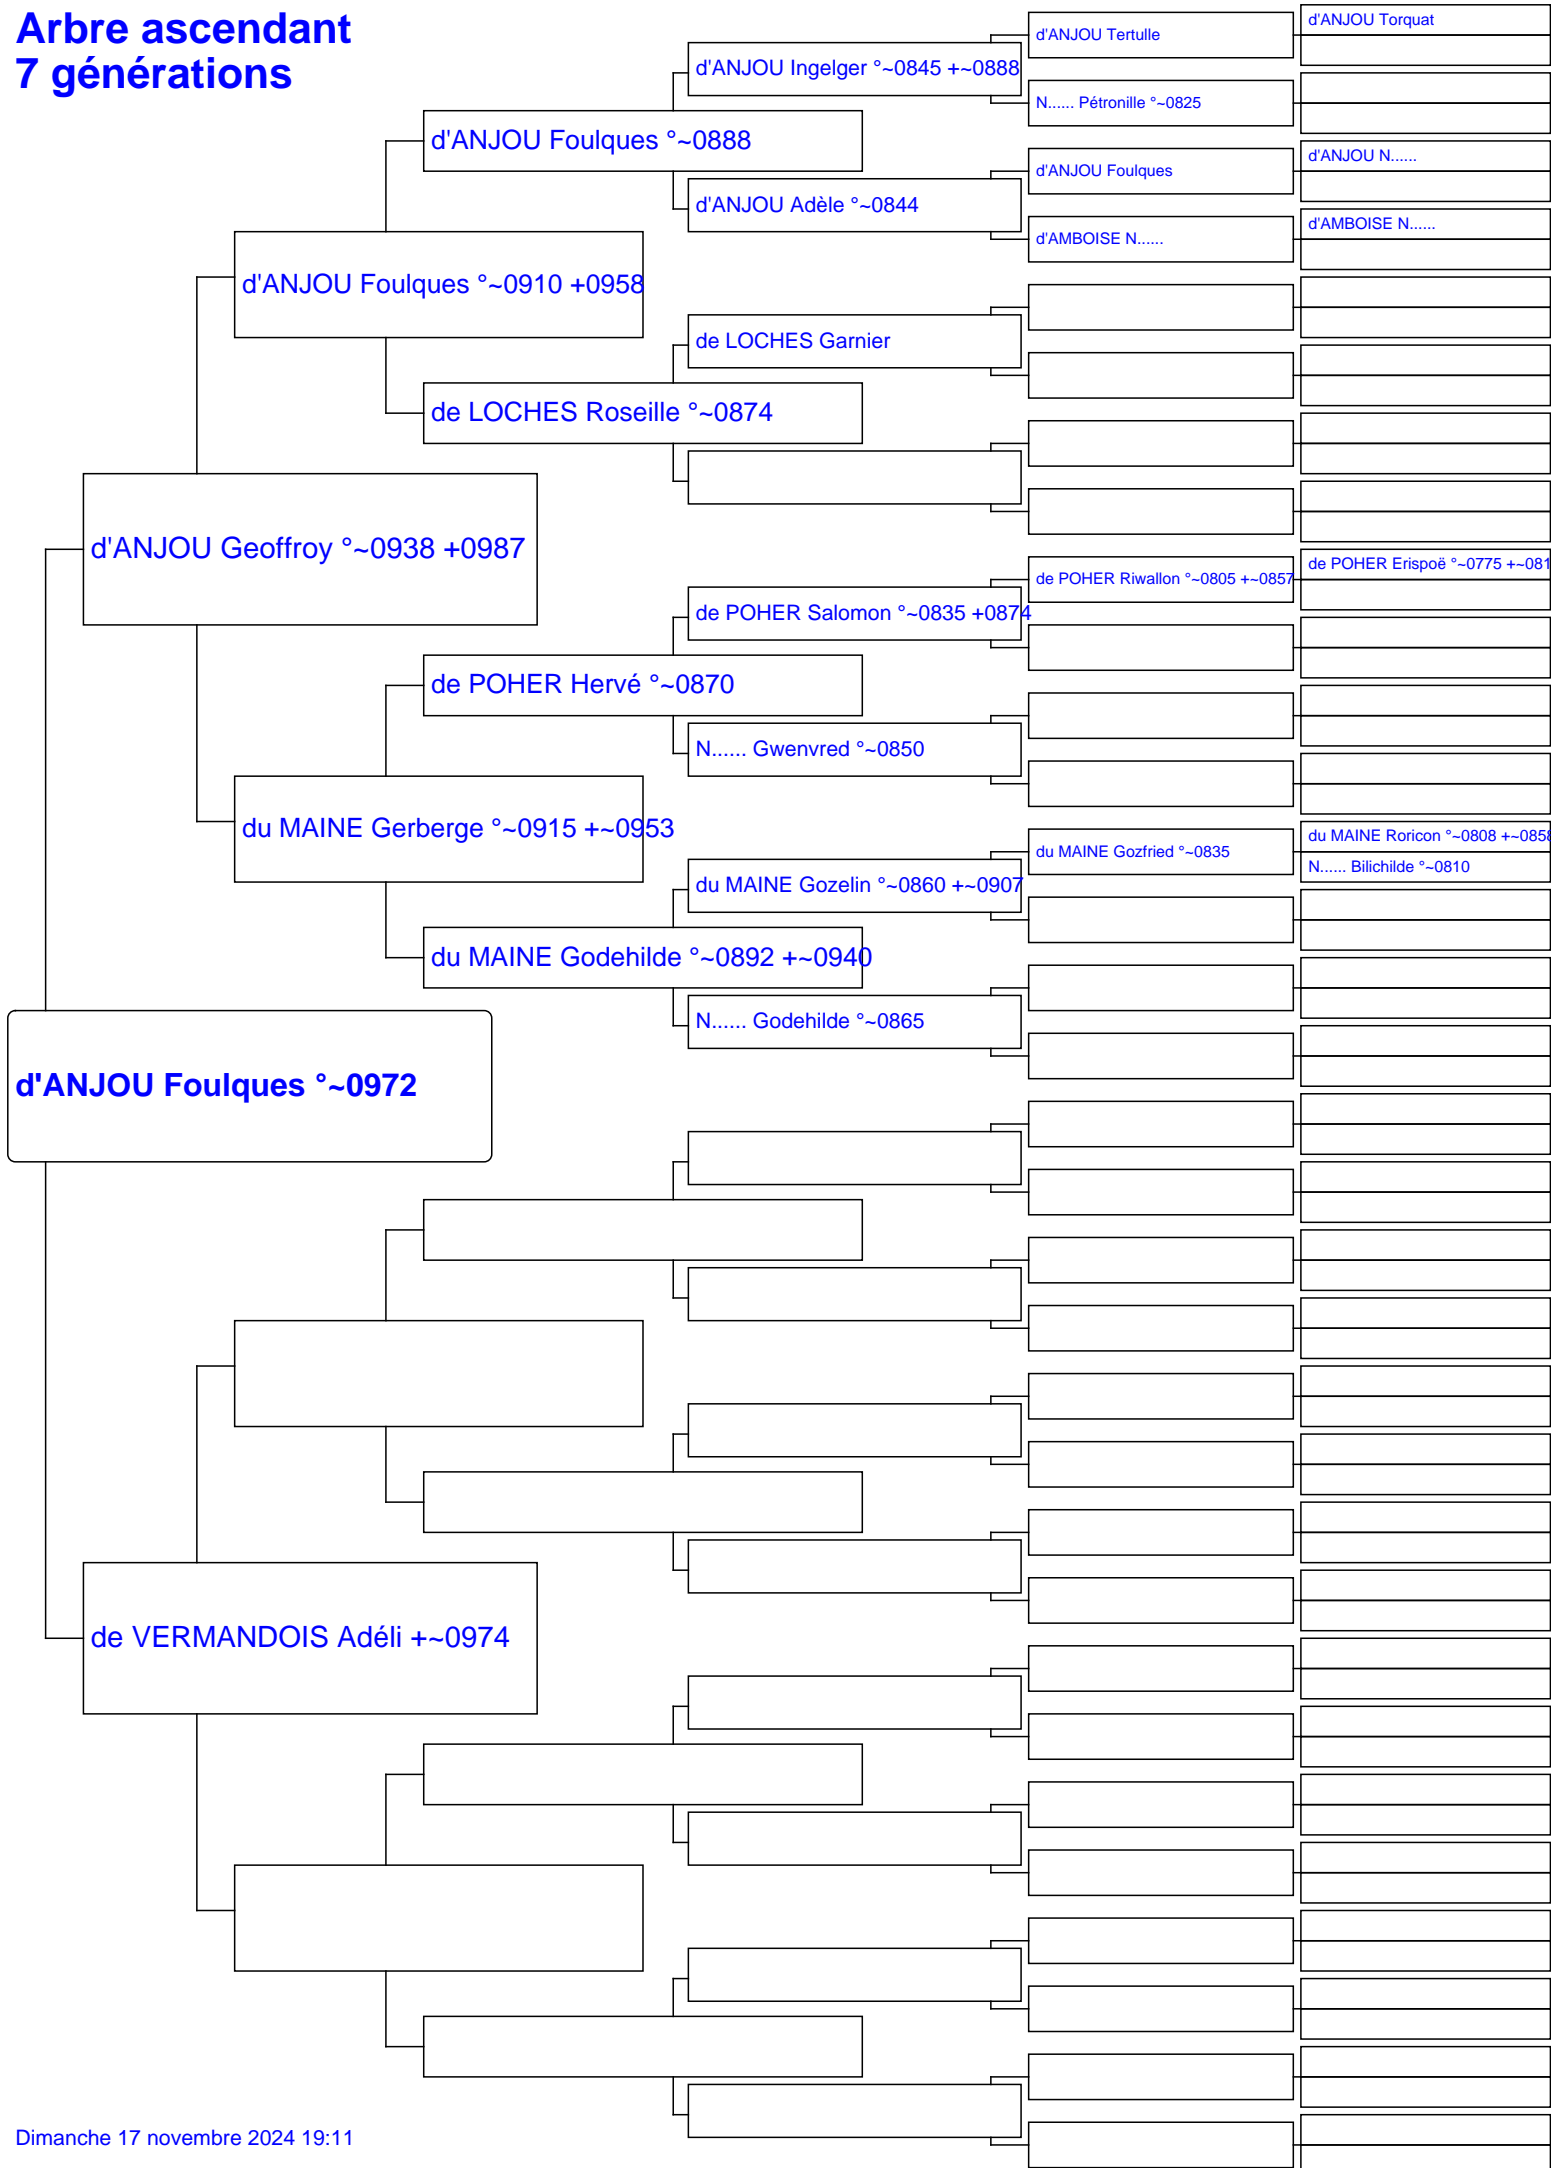 Arbre ascendant
7 générations
d'ANJOU Torquat
d'ANJOU Tertulle
d'ANJOU Ingelger °~0845 +~0888
N...... Pétronille °~0825
d'ANJOU Foulques °~0888
d'ANJOU N......
d'ANJOU Foulques
d'ANJOU Adèle °~0844
d'AMBOISE N......
d'AMBOISE N......
d'ANJOU Foulques °~0910 +0958
de LOCHES Garnier
de LOCHES Roseille °~0874
d'ANJOU Geoffroy °~0938 +0987
de POHER Erispoë °~0775 +~081
de POHER Riwallon °~0805 +~0857
de POHER Salomon °~0835 +0874
de POHER Hervé °~0870
N...... Gwenvred °~0850
du MAINE Gerberge °~0915 +~0953
du MAINE Roricon °~0808 +~0858
du MAINE Gozfried °~0835
N...... Bilichilde °~0810
du MAINE Gozelin °~0860 +~0907
du MAINE Godehilde °~0892 +~0940
N...... Godehilde °~0865
d'ANJOU Foulques °~0972
de VERMANDOIS Adéli +~0974
Dimanche 17 novembre 2024 19:11